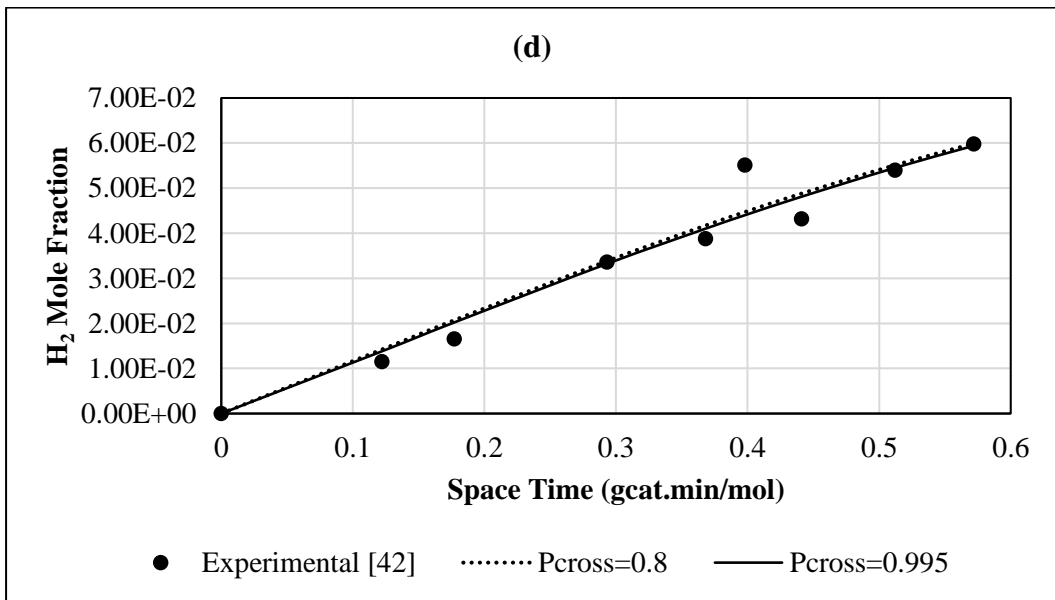 (d)
7.00E-02
6.00E-02
5.00E-02
4.00E-02
3.00E-02
2.00E-02
1.00E-02
0.00E+00
H₂ Mole Fraction
0 0.1 0.2 0.3 0.4 0.5 0.6
Space Time (gcat.min/mol)
Experimental [42] Pcross=0.8 Pcross=0.995